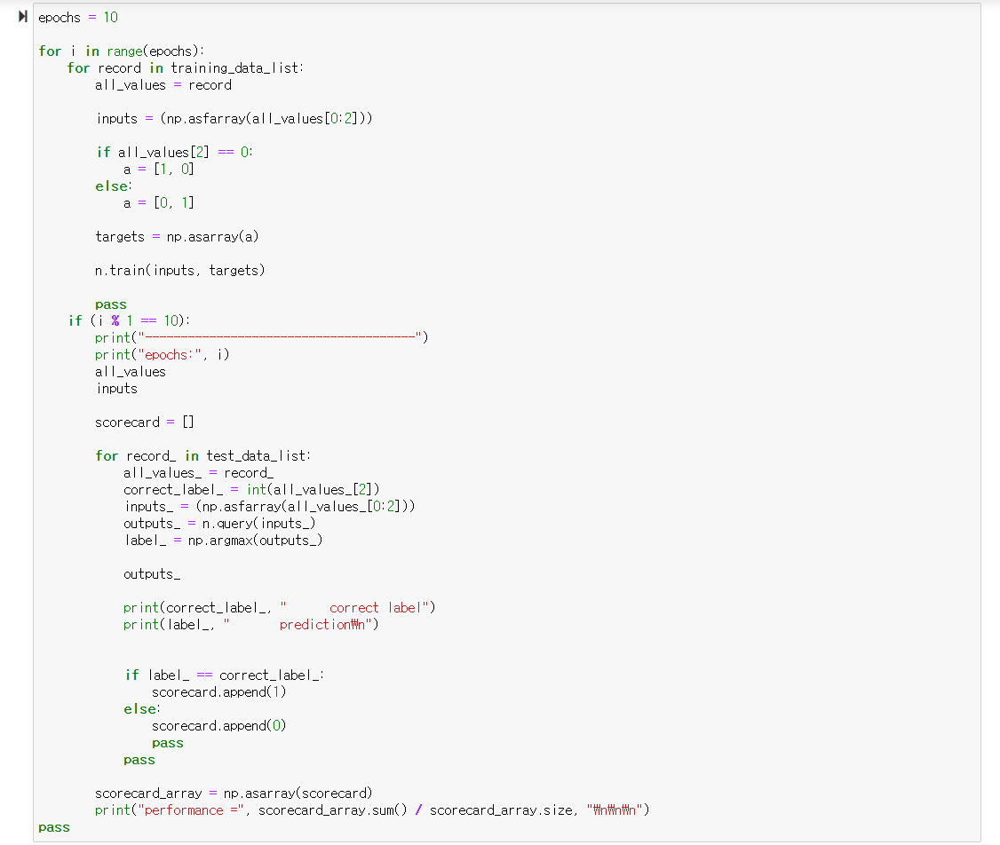 epochs = 10
for i in range(epochs):
    for record in training_data_list:
        all_values = record
        inputs = (np.asfarray(all_values[0:2]))
        if all_values[2] == 0:
            a = [1, 0]
        else:
            a = [0, 1]
        targets = np.asarray(a)
        n.train(inputs, targets)
        pass
    if (i % 1 == 10):
        print("--------------------------------------")
        print("epochs:", i)
        all_values
        inputs
        scorecard = []
        for record_ in test_data_list:
            all_values_ = record_
            correct_label_ = int(all_values_[2])
            inputs_ = (np.asfarray(all_values_[0:2]))
            outputs_ = n.query(inputs_)
            label_ = np.argmax(outputs_)
            outputs_
            print(correct_label_, "      correct label")
            print(label_, "       prediction₩n")
            if label_ == correct_label_:
                scorecard.append(1)
            else:
                scorecard.append(0)
                pass
            pass
        scorecard_array = np.asarray(scorecard)
        print("performance =", scorecard_array.sum() / scorecard_array.size, "₩n₩n₩n")
pass